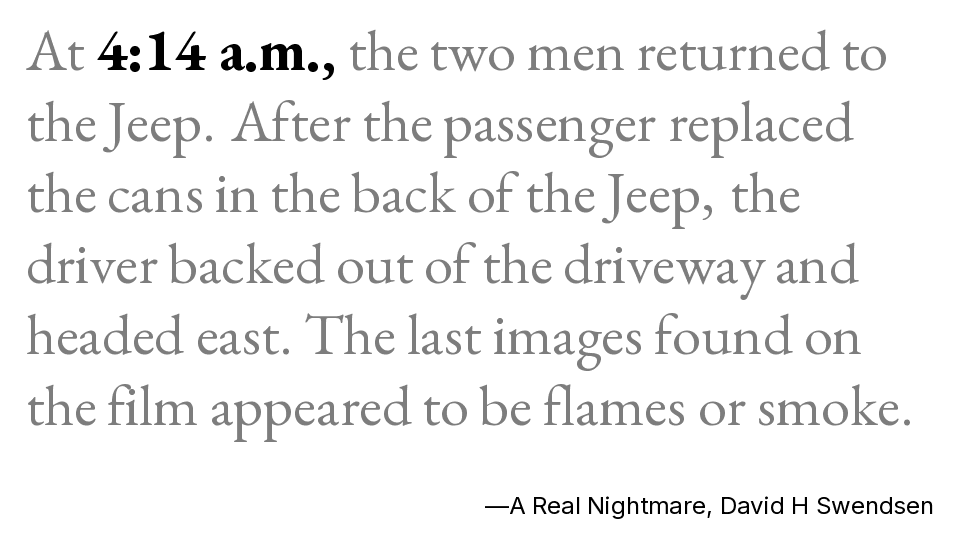 At 4:14 a.m., the two men returned to
the Jeep. After the passenger replaced
the cans in the back of the Jeep, the
driver backed out of the driveway and
headed east. The last images found on
the film appeared to be flames or smoke.
—A Real Nightmare, David H Swendsen